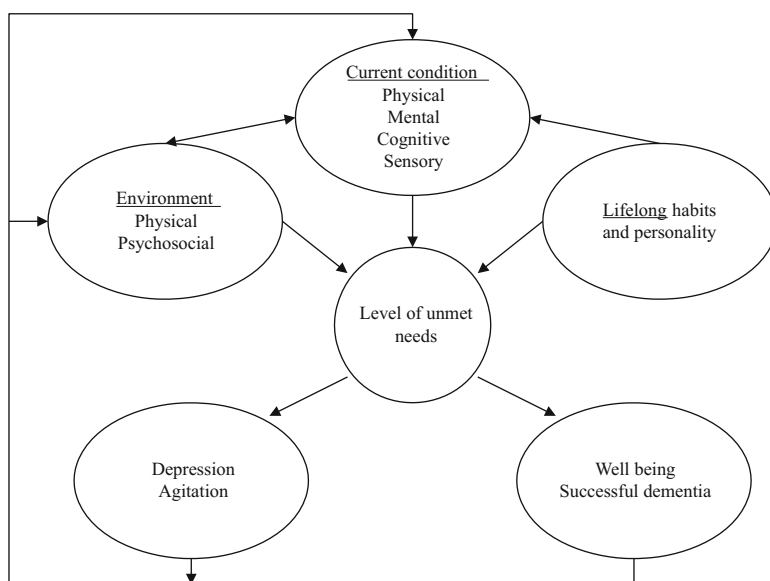 Current condition
Physical
Mental
Cognitive
Sensory
Environment
Physical
Psychosocial
Lifelong habits
and personality
Level of unmet
needs
Depression
Agitation
Well being
Successful dementia